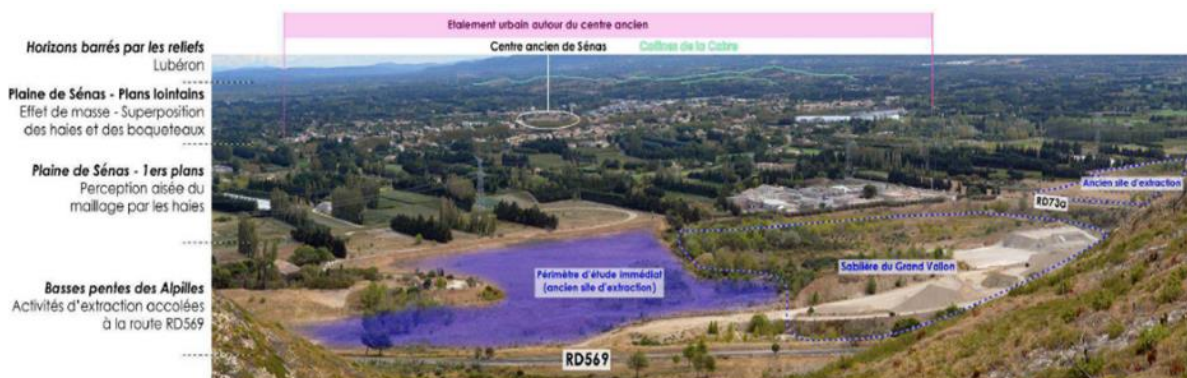 Etalement urbain autour du centre ancien
Horizons barrés par les reliefs
Lubéron
Centre ancien de Sénas
Collines de la Cabre
Plaine de Sénas - Plans lointains
Effet de masse - Superposition
des haies et des boqueteaux
Plaine de Sénas - 1ers plans
Perception aisée du
maillage par les haies
Ancien site d'extraction
RD73a
Périmètre d'étude immédiat
(ancien site d'extraction)
Sablière du Grand Vallon
Basses pentes des Alpilles
Activités d'extraction accolées
à la route RD569
RD569